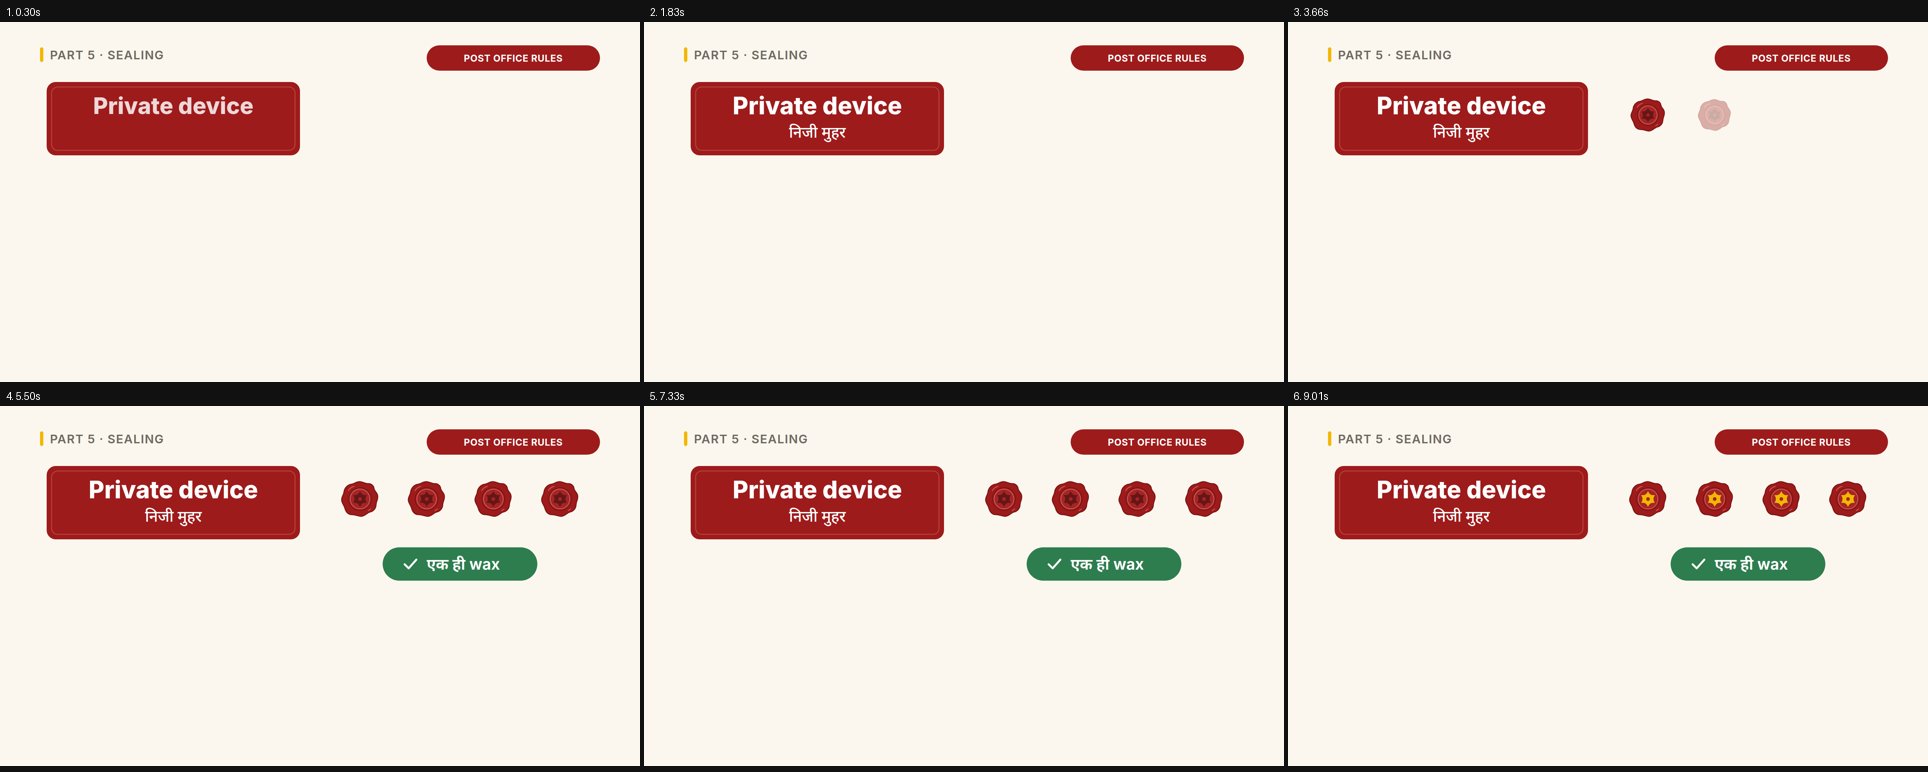 1. 0.30s
PART 5 · SEALING
POST OFFICE RULES
Private device
2. 1.83s
PART 5 · SEALING
POST OFFICE RULES
Private device
निजी मुहर
3. 3.66s
PART 5 · SEALING
POST OFFICE RULES
Private device
निजी मुहर
4. 5.50s
PART 5 · SEALING
POST OFFICE RULES
Private device
निजी मुहर
एक ही wax
5. 7.33s
PART 5 · SEALING
POST OFFICE RULES
Private device
निजी मुहर
एक ही wax
6. 9.01s
PART 5 · SEALING
POST OFFICE RULES
Private device
निजी मुहर
एक ही wax